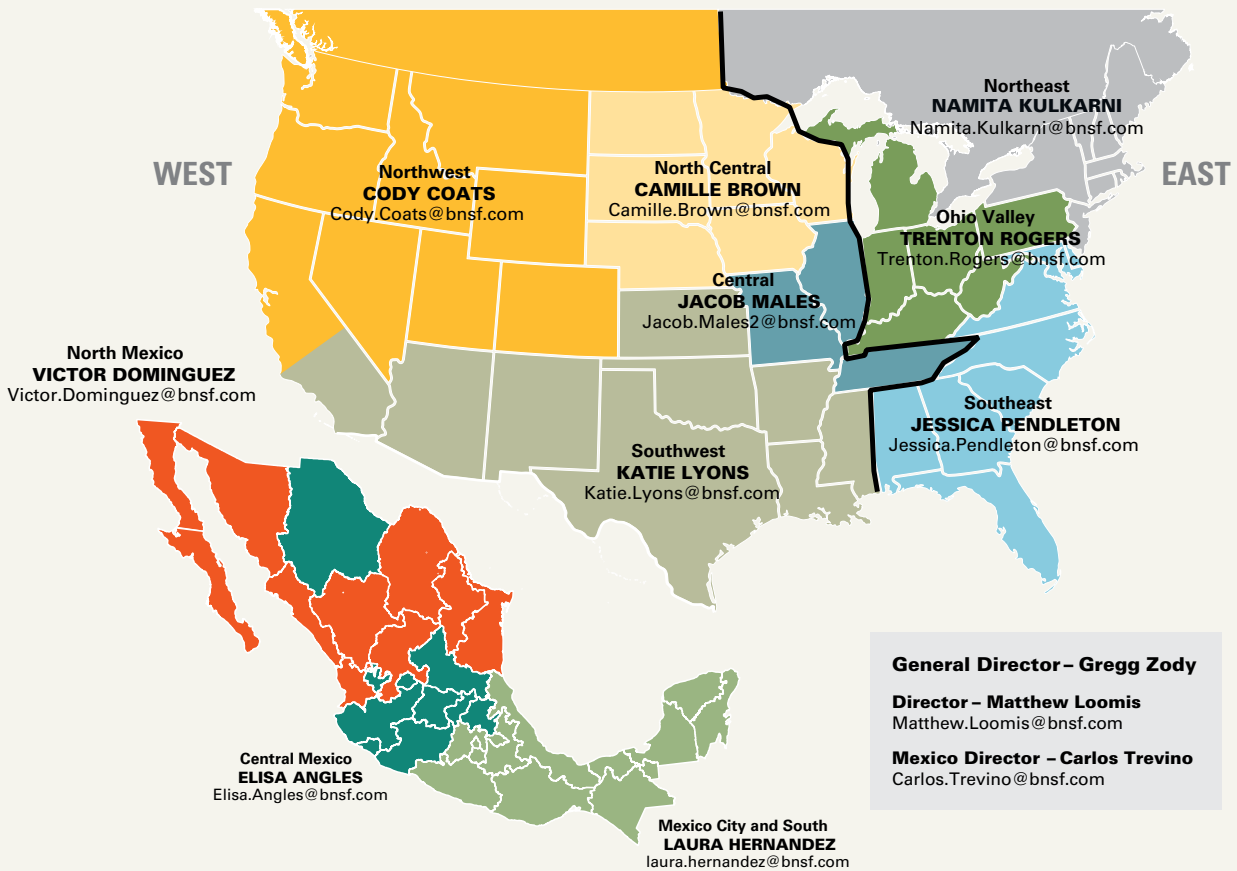 Northeast
NAMITA KULKARNI
Namita.Kulkarni@bnsf.com
WEST
EAST
Northwest
CODY COATS
Cody.Coats@bnsf.com
North Central
CAMILLE BROWN
Camille.Brown@bnsf.com
Ohio Valley
TRENTON ROGERS
Trenton.Rogers@bnsf.com
Central
JACOB MALES
Jacob.Males2@bnsf.com
North Mexico
VICTOR DOMINGUEZ
Victor.Dominguez@bnsf.com
Southeast
JESSICA PENDLETON
Jessica.Pendleton@bnsf.com
Southwest
KATIE LYONS
Katie.Lyons@bnsf.com
General Director – Gregg Zody
Director – Matthew Loomis
Matthew.Loomis@bnsf.com
Mexico Director – Carlos Trevino
Carlos.Trevino@bnsf.com
Central Mexico
ELISA ANGLES
Elisa.Angles@bnsf.com
Mexico City and South
LAURA HERNANDEZ
laura.hernandez@bnsf.com